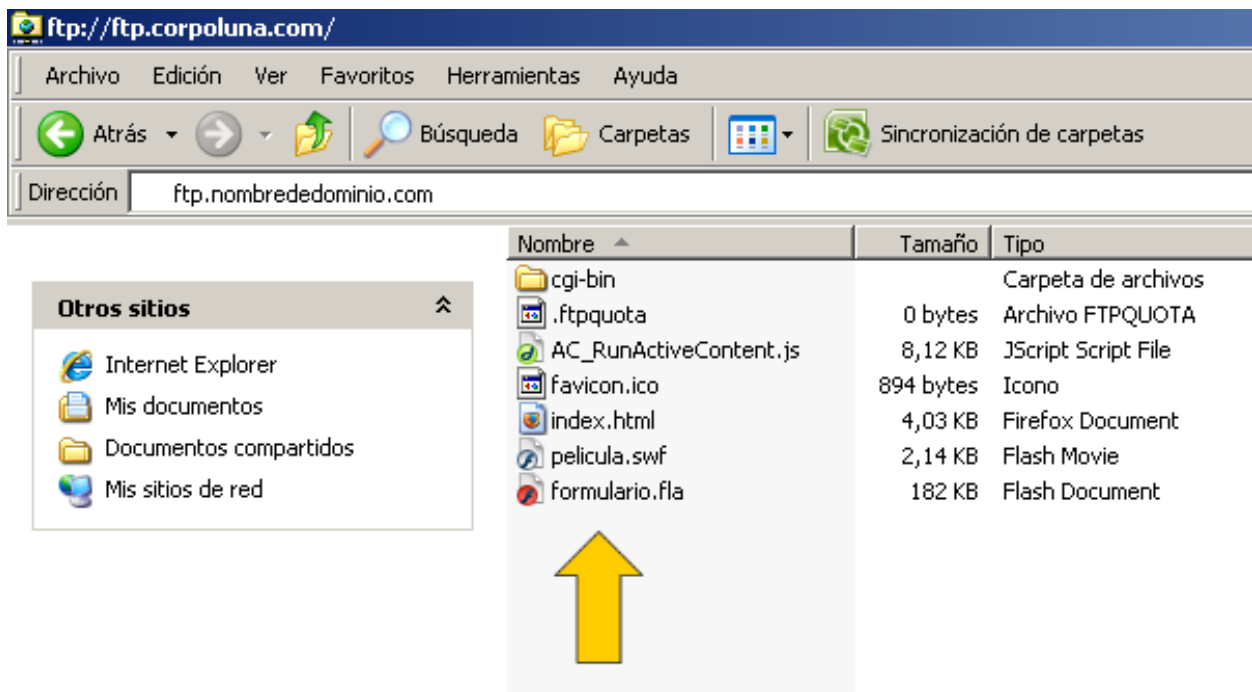 ftp://ftp.corpoluna.com/
Archivo Edición Ver Favoritos Herramientas Ayuda
Atrás Búsqueda Carpetas Sincronización de carpetas
Dirección ftp.nombrededominio.com
Otros sitios
Internet Explorer
Mis documentos
Documentos compartidos
Mis sitios de red
Nombre Tamaño Tipo
cgi-bin Carpeta de archivos
.ftpquota 0 bytes Archivo FTPQUOTA
AC_RunActiveContent.js 8,12 KB JScript Script File
favicon.ico 894 bytes Icono
index.html 4,03 KB Firefox Document
pelicula.swf 2,14 KB Flash Movie
formulario.fla 182 KB Flash Document